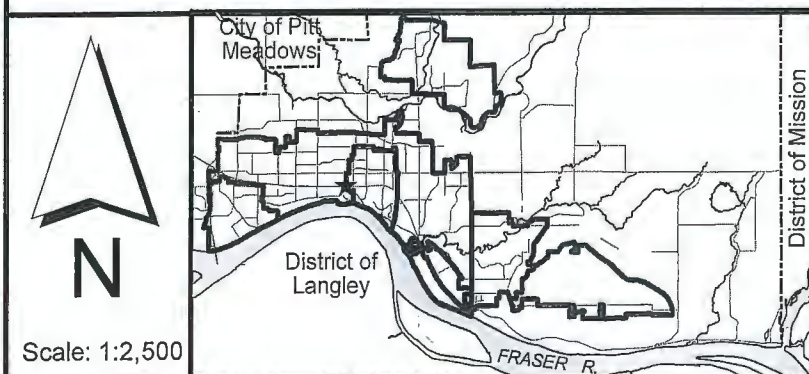 City of Pitt
Meadows
District of Mission
N
District of
Langley
Scale: 1:2,500
FRASER R.